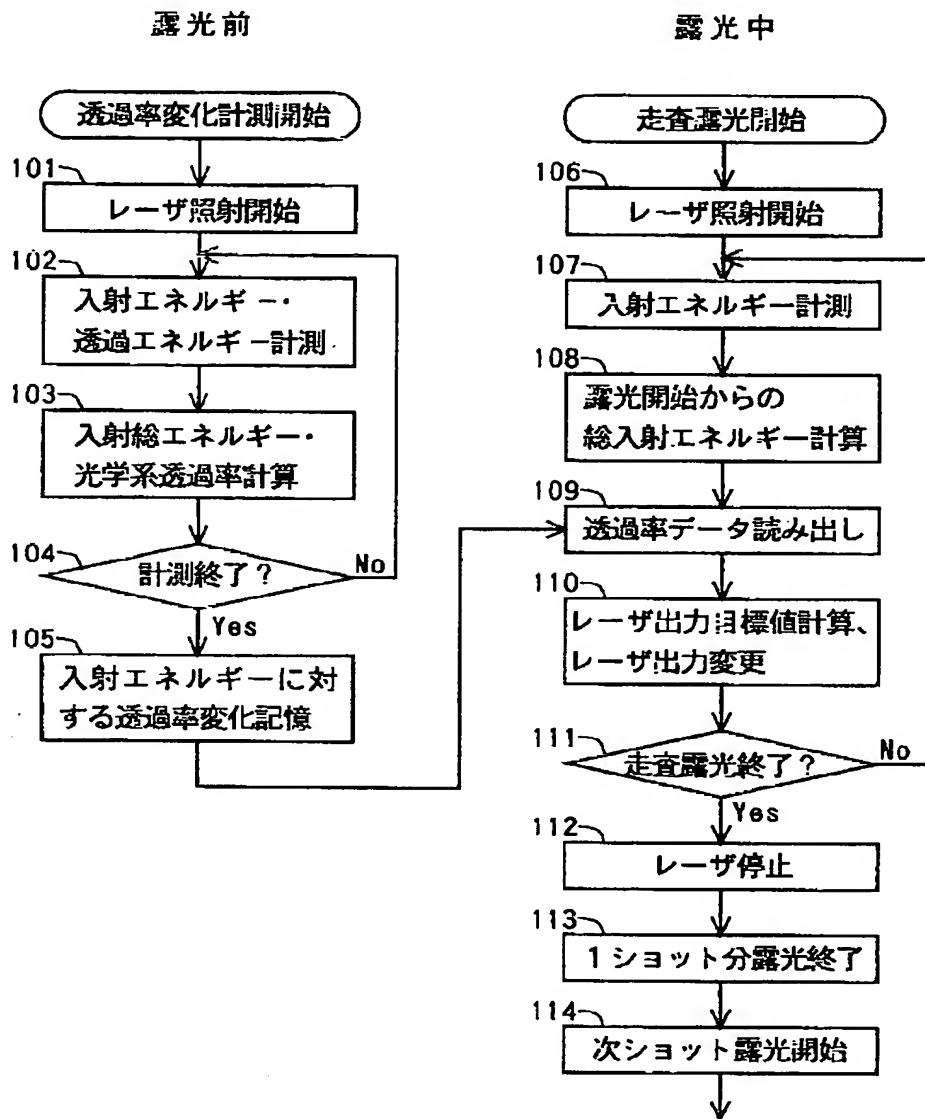 露光前
透過率変化計測開始
101
レーザ照射開始
102
入射エネルギー・
透過エネルギー計測
103
入射総エネルギー・
光学系透過率計算
104
計測終了?
No
Yes
105
入射エネルギーに対
する透過率変化記憶
露光中
走査露光開始
106
レーザ照射開始
107
入射エネルギー計測
108
露光開始からの
総入射エネルギー計算
109
透過率データ読み出し
110
レーザ出力目標値計算、
レーザ出力変更
111
走査露光終了?
No
Yes
112
レーザ停止
113
1ショット分露光終了
114
次ショット露光開始